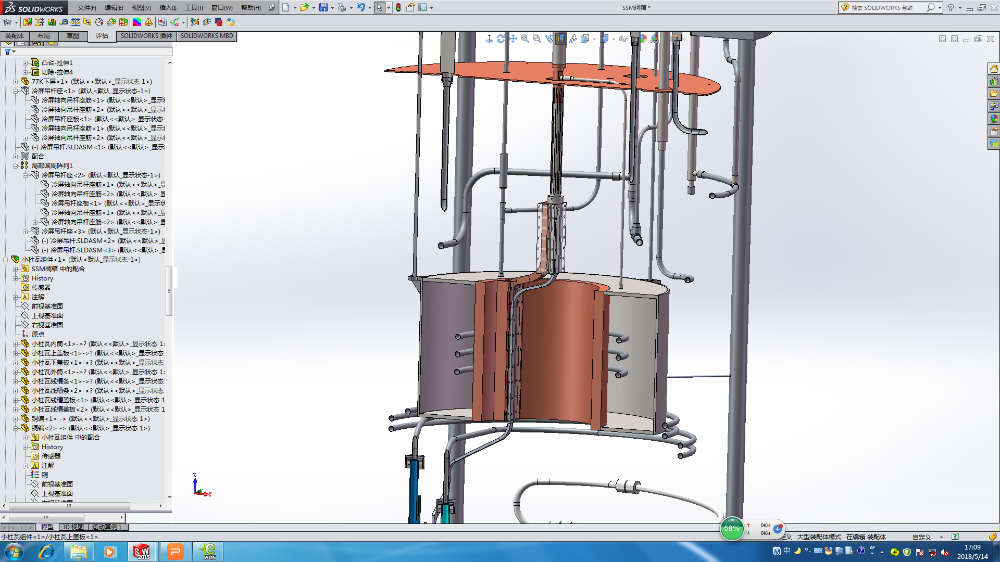 SOLIDWORKS
文件(F) 编辑(E) 视图(V) 插入(I) 工具(T) 窗口(W) 帮助(H)
SSM阀箱 *
搜索 SOLIDWORKS 帮助
装配体 布局 草图 评估 SOLIDWORKS 插件 SOLIDWORKS MBD
凸台-拉伸1
切除-拉伸4
77K下屏<1> (默认<<默认>_显示状态 1>)
冷屏吊杆座<1> (默认<默认_显示状态-1>)
冷屏轴向吊杆座筋<1> (默认<<默认>_显示
冷屏轴向吊杆座筋<2> (默认<<默认>_显示
冷屏吊杆座板<1> (默认<<默认>_显示状态
冷屏轴向吊杆座筋<1> (默认<<默认>_显示
冷屏轴向吊杆座筋<2> (默认<<默认>_显示
(-) 冷屏吊杆.SLDASM<1> (默认<<默认>_显示
配合
局部圆周阵列1
冷屏吊杆座<2> (默认<默认_显示状态-1>)
冷屏轴向吊杆座筋<1> (默认<<默认>_显
冷屏轴向吊杆座筋<2> (默认<<默认>_显
冷屏吊杆座板<1> (默认<<默认>_显示
冷屏轴向吊杆座筋<1> (默认<<默认>_显
冷屏轴向吊杆座筋<2> (默认<<默认>_显
冷屏吊杆座<3> (默认<默认_显示状态-1>)
(-) 冷屏吊杆.SLDASM<2> (默认<<默认>_显
(-) 冷屏吊杆.SLDASM<3> (默认<<默认>_显
小杜瓦组件<1> (默认<默认_显示状态-1>)
SSM阀箱 中的配合
History
传感器
注解
前视基准面
上视基准面
右视基准面
原点
小杜瓦内筒<1>->? (默认<<默认>_显示状态 1>
小杜瓦上盖板<1>->? (默认<<默认>_显示状态
小杜瓦下盖板<1>->? (默认<<默认>_显示状态
小杜瓦外筒<1>->? (默认<<默认>_显示状态 1>
小杜瓦线槽条<1>->? (默认<<默认>_显示状态
小杜瓦线槽条<2>->? (默认<<默认>_显示状态
小杜瓦线槽盖板<1> (默认<<默认>_显示状态 1
小杜瓦线槽盖板<2> (默认<<默认>_显示状态 1
铜编<1> -> (默认<<默认>_显示状态 1>)
铜编<2> -> (默认<<默认>_显示状态 1>)
小杜瓦组件 中的配合
History
传感器
注解
铜
前视基准面
上视基准面
Z
X
模型 3D 视图 运动算例 1
小杜瓦组件<1>/小杜瓦上盖板<1>
58%
0K/s
0K/s
定义 大型装配体模式 在编辑 装配体 自定义
SW 2015
2015
中
17:09
2018/5/14